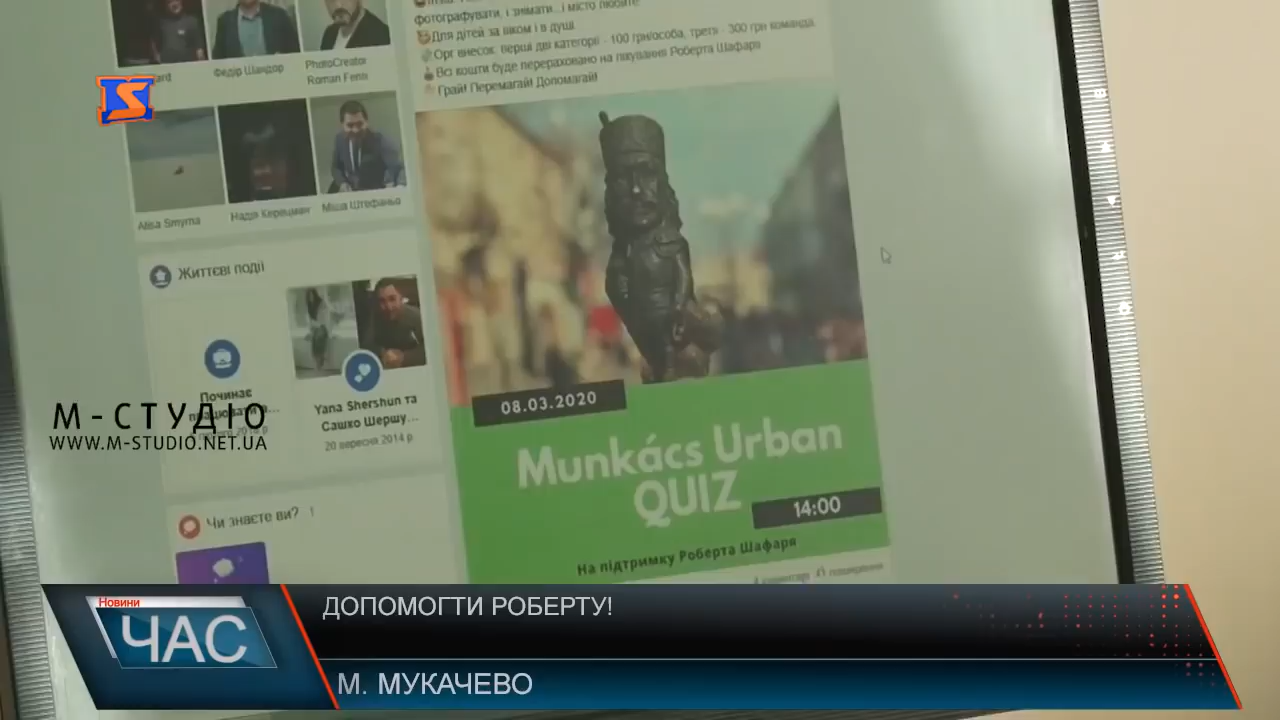 фотографувати, і знімати...і місто любите!
Для дітей за віком і в душі
Орг внесок: перші дві категорії - 100 грн/особа, третя - 300 грн команда.
Всі кошти буде перераховано на лікування Роберта Шафаря
Грай! Перемагай! Допомагай!
Федір Шандор
PhotoCreator
Roman Fenis
S
Alisa Smyrna
Надія Керецман
Міша Штефаньо
Життєві події
Починає
Yana Shershun та
Сашко Шершу...
20 вересня 2014 р
М-СТУДІО
WWW.M-STUDIO.NET.UA
Чи знаєте ви?
08.03.2020
Munkács Urban
QUIZ
14:00
На підтримку Роберта Шафаря
Новини
ЧАС
ДОПОМОГТИ РОБЕРТУ!
М. МУКАЧЕВО